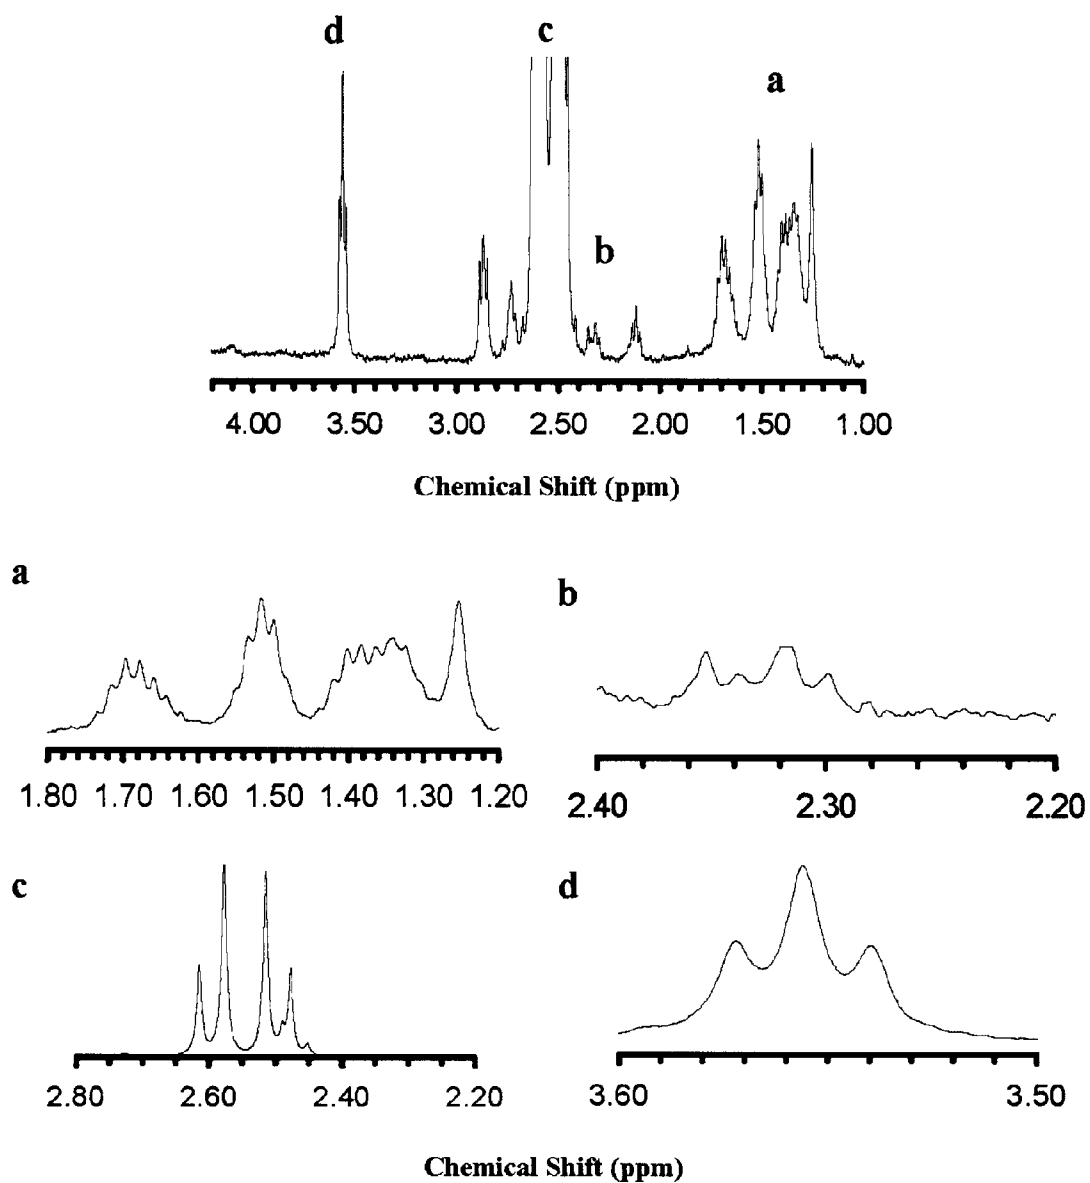 d c a
b
4.00 3.50 3.00 2.50 2.00 1.50 1.00
Chemical Shift (ppm)
a b
1.80 1.70 1.60 1.50 1.40 1.30 1.20
2.40 2.30 2.20
c d
2.80 2.60 2.40 2.20
3.60 3.50
Chemical Shift (ppm)